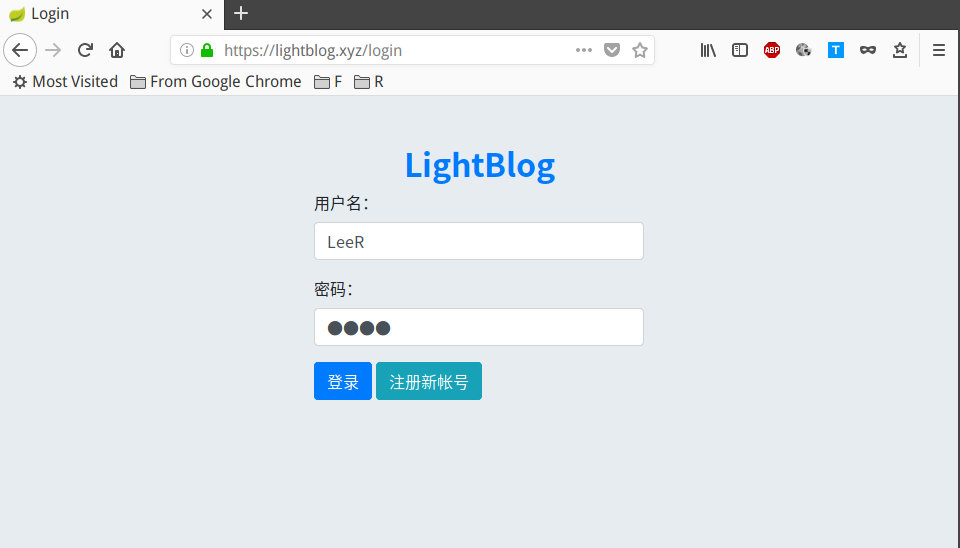 Login
https://lightblog.xyz/login
ABP
T
Most Visited From Google Chrome F R
LightBlog
用户名：
LeeR
密码：
登录 注册新帐号